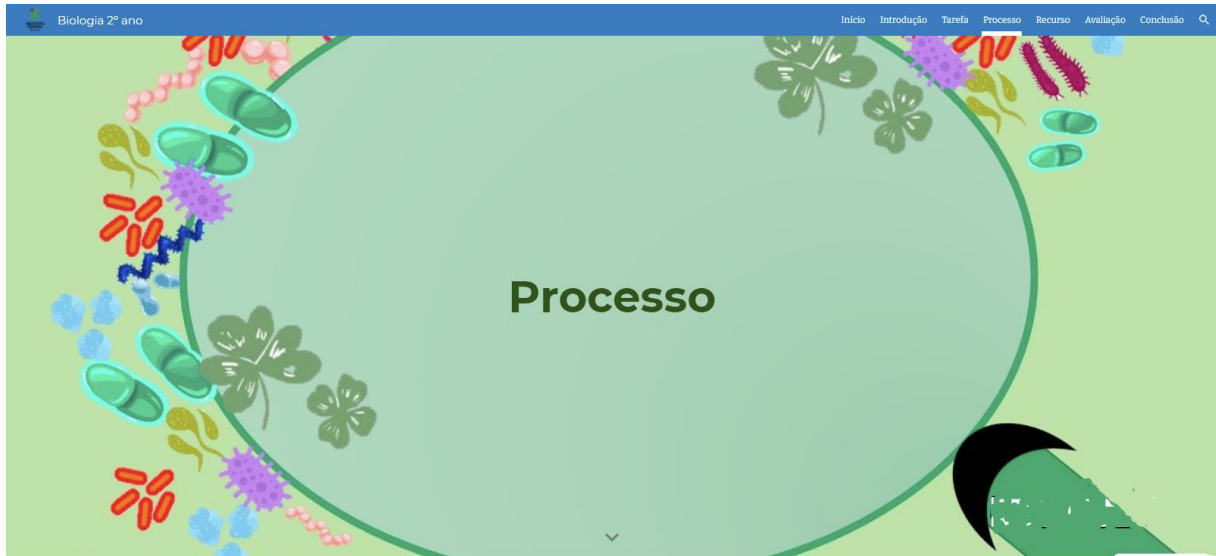 Biologia 2º ano
Início Introdução Tarefa Processo Recurso Avaliação Conclusão
Processo